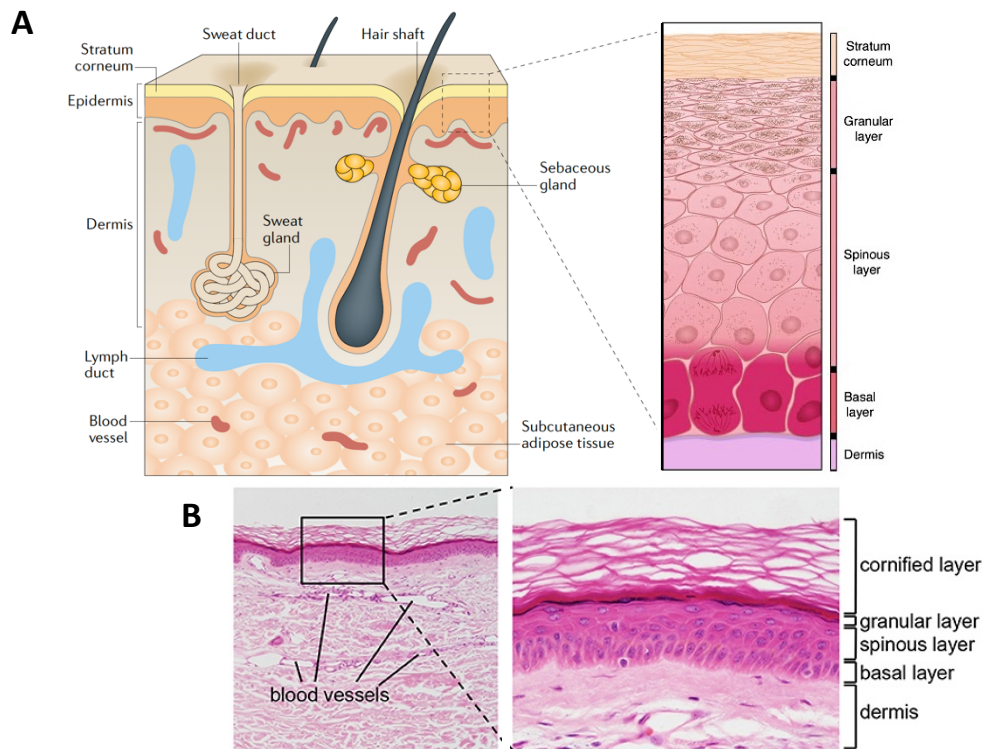 A
Sweat duct
Hair shaft
Stratum
corneum
Epidermis
Dermis
Sweat
gland
Sebaceous
gland
Lymph
duct
Blood
vessel
Subcutaneous
adipose tissue
Stratum
corneum
Granular
layer
Spinous
layer
Basal
layer
Dermis
B
blood vessels
cornified layer
granular layer
spinous layer
basal layer
dermis